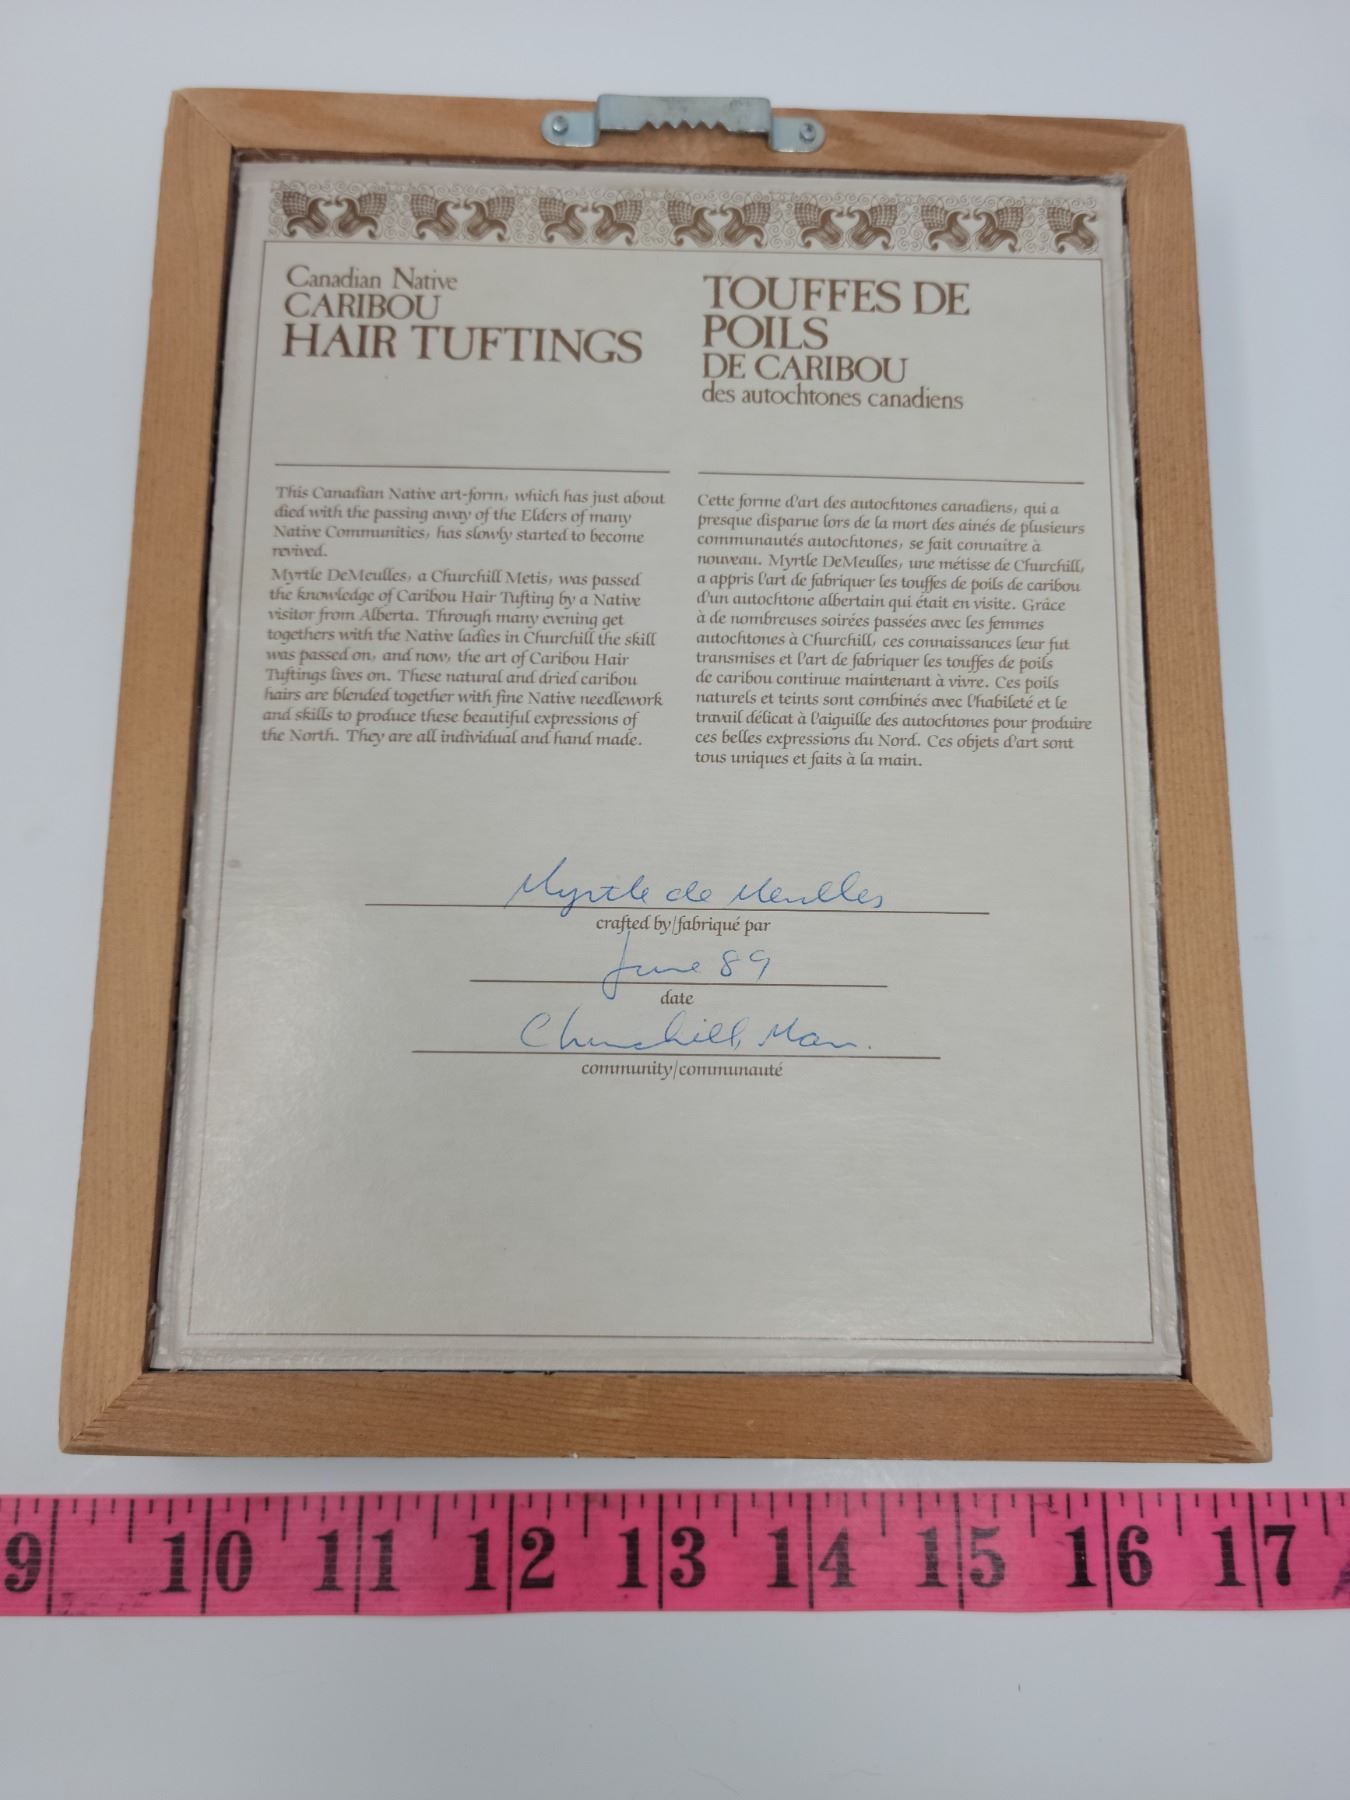 Canadian Native
CARIBOU
HAIR TUFTINGS
This Canadian Native art-form, which has just about
died with the passing away of the Elders of many
Native Communities, has slowly started to become
revived.
Myrtle DeMeulles, a Churchill Metis, was passed
the knowledge of Caribou Hair Tufting by a Native
visitor from Alberta. Through many evening get
togethers with the Native ladies in Churchill the skill
was passed on, and now, the art of Caribou Hair
Tuftings lives on. These natural and dried caribou
hairs are blended together with fine Native needlework
and skills to produce these beautiful expressions of
the North. They are all individual and hand made.
TOUFFES DE
POILS
DE CARIBOU
des autochtones canadiens
Cette forme d'art des autochtones canadiens, qui a
presque disparue lors de la mort des ainés de plusieurs
communautés autochtones, se fait connaitre à
nouveau. Myrtle DeMeulles, une métisse de Churchill,
a appris l'art de fabriquer les touffes de poils de caribou
d'un autochtone albertain qui était en visite. Grâce
à de nombreuses soirées passées avec les femmes
autochtones à Churchill, ces connaissances leur fut
transmises et l'art de fabriquer les touffes de poils
de caribou continue maintenant à vivre. Ces poils
naturels et teints sont combinés avec l'habileté et le
travail délicat à l'aiguille des autochtones pour produire
ces belles expressions du Nord. Ces objets d'art sont
tous uniques et faits à la main.
Myrtle de Meulles
crafted by/fabriqué par
June 89
date
Churchill, Man.
community/communauté
9 10 11 12 13 14 15 16 17